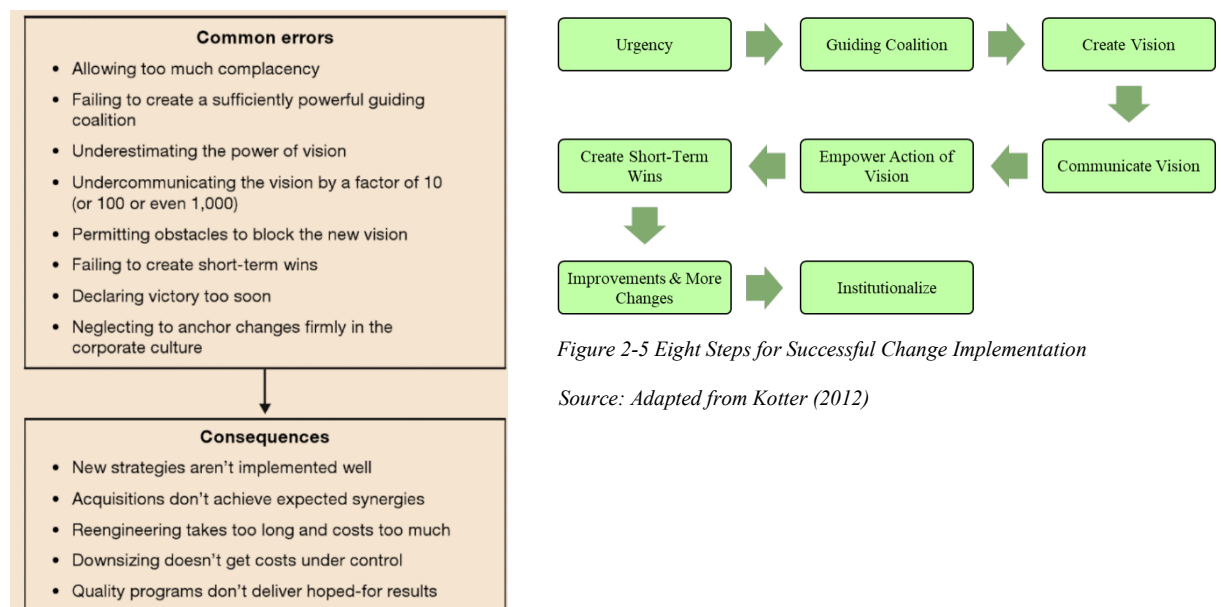 Common errors
• Allowing too much complacency
• Failing to create a sufficiently powerful guiding
coalition
• Underestimating the power of vision
• Undercommunicating the vision by a factor of 10
(or 100 or even 1,000)
• Permitting obstacles to block the new vision
• Failing to create short-term wins
• Declaring victory too soon
• Neglecting to anchor changes firmly in the
corporate culture
Consequences
• New strategies aren't implemented well
• Acquisitions don't achieve expected synergies
• Reengineering takes too long and costs too much
• Downsizing doesn't get costs under control
• Quality programs don't deliver hoped-for results
Urgency
Guiding Coalition
Create Vision
Communicate Vision
Empower Action of
Vision
Create Short-Term
Wins
Improvements & More
Changes
Institutionalize
Figure 2-5 Eight Steps for Successful Change Implementation
Source: Adapted from Kotter (2012)